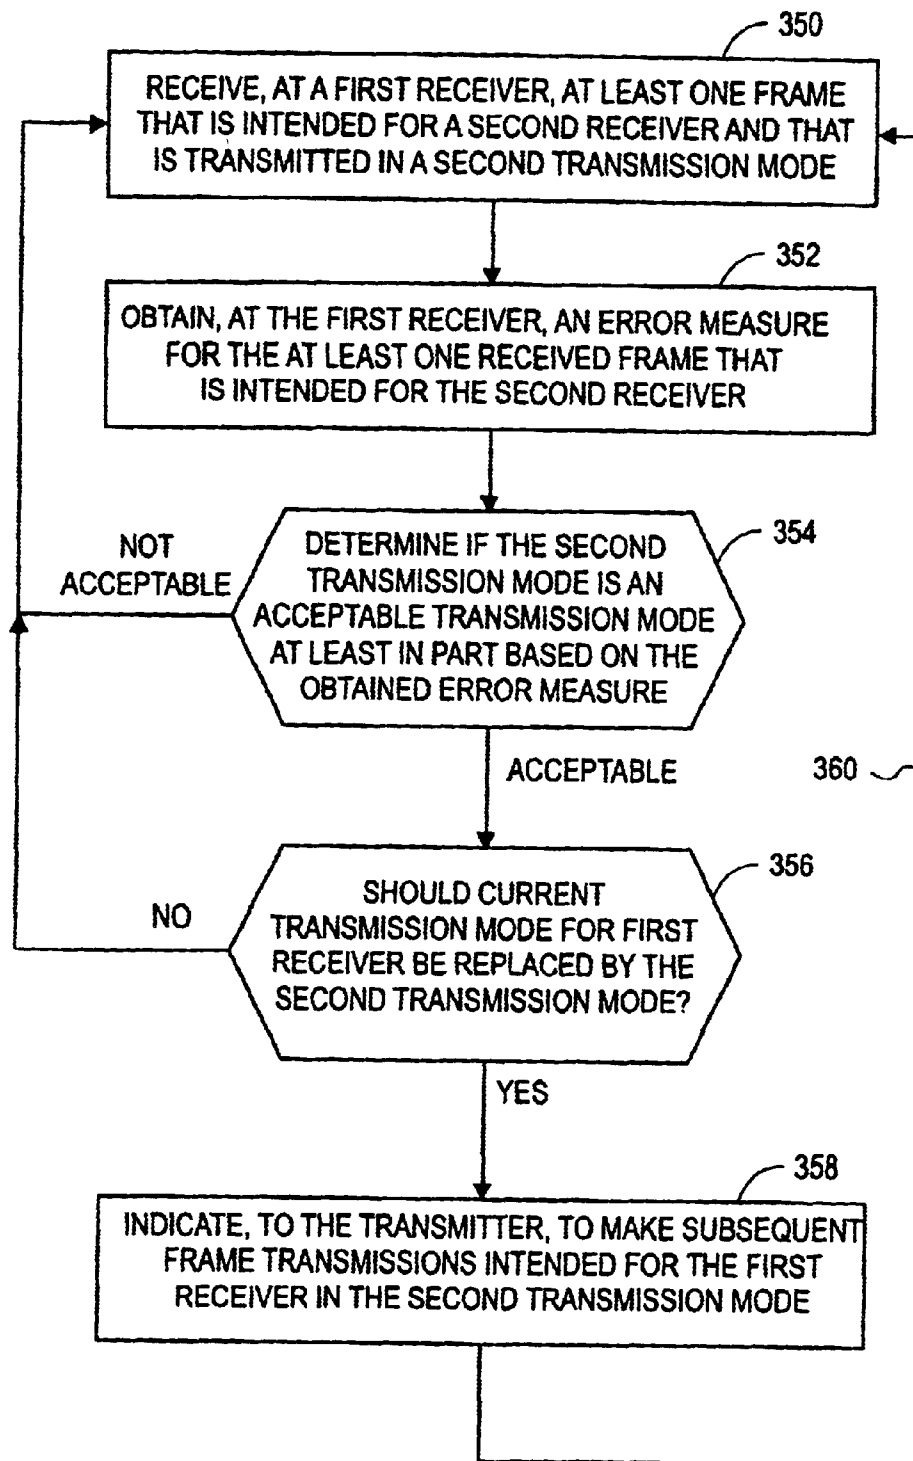 350
RECEIVE, AT A FIRST RECEIVER, AT LEAST ONE FRAME
THAT IS INTENDED FOR A SECOND RECEIVER AND THAT
IS TRANSMITTED IN A SECOND TRANSMISSION MODE
352
OBTAIN, AT THE FIRST RECEIVER, AN ERROR MEASURE
FOR THE AT LEAST ONE RECEIVED FRAME THAT
IS INTENDED FOR THE SECOND RECEIVER
354
NOT
ACCEPTABLE
DETERMINE IF THE SECOND
TRANSMISSION MODE IS AN
ACCEPTABLE TRANSMISSION MODE
AT LEAST IN PART BASED ON THE
OBTAINED ERROR MEASURE
ACCEPTABLE
360
356
NO
SHOULD CURRENT
TRANSMISSION MODE FOR FIRST
RECEIVER BE REPLACED BY THE
SECOND TRANSMISSION MODE?
YES
358
INDICATE, TO THE TRANSMITTER, TO MAKE SUBSEQUENT
FRAME TRANSMISSIONS INTENDED FOR THE FIRST
RECEIVER IN THE SECOND TRANSMISSION MODE